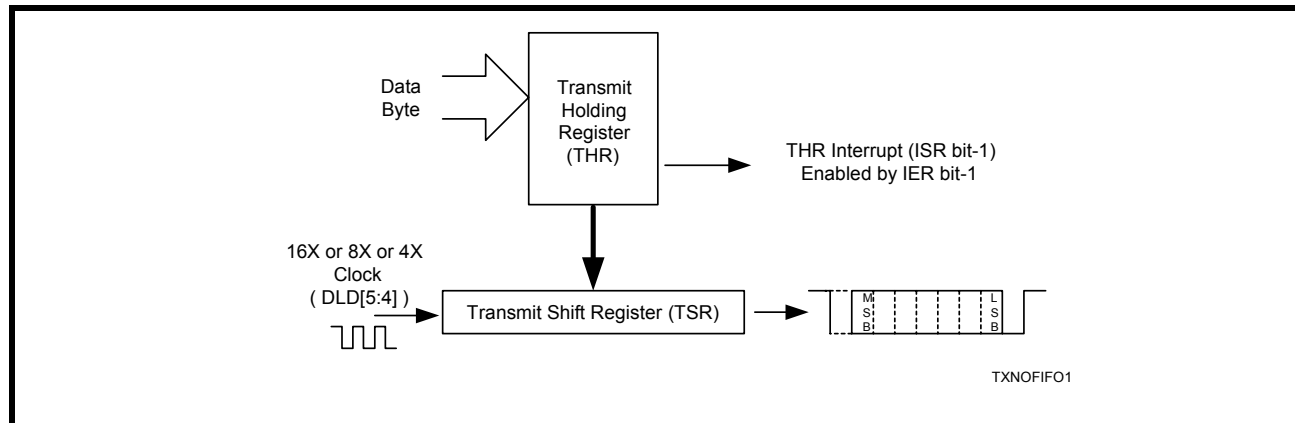 Data
Byte
Transmit
Holding
Register
(THR)
THR Interrupt (ISR bit-1)
Enabled by IER bit-1
16X or 8X or 4X
Clock
( DLD[5:4] )
Transmit Shift Register (TSR)
M
S
B
L
S
B
TXNOFIFO1